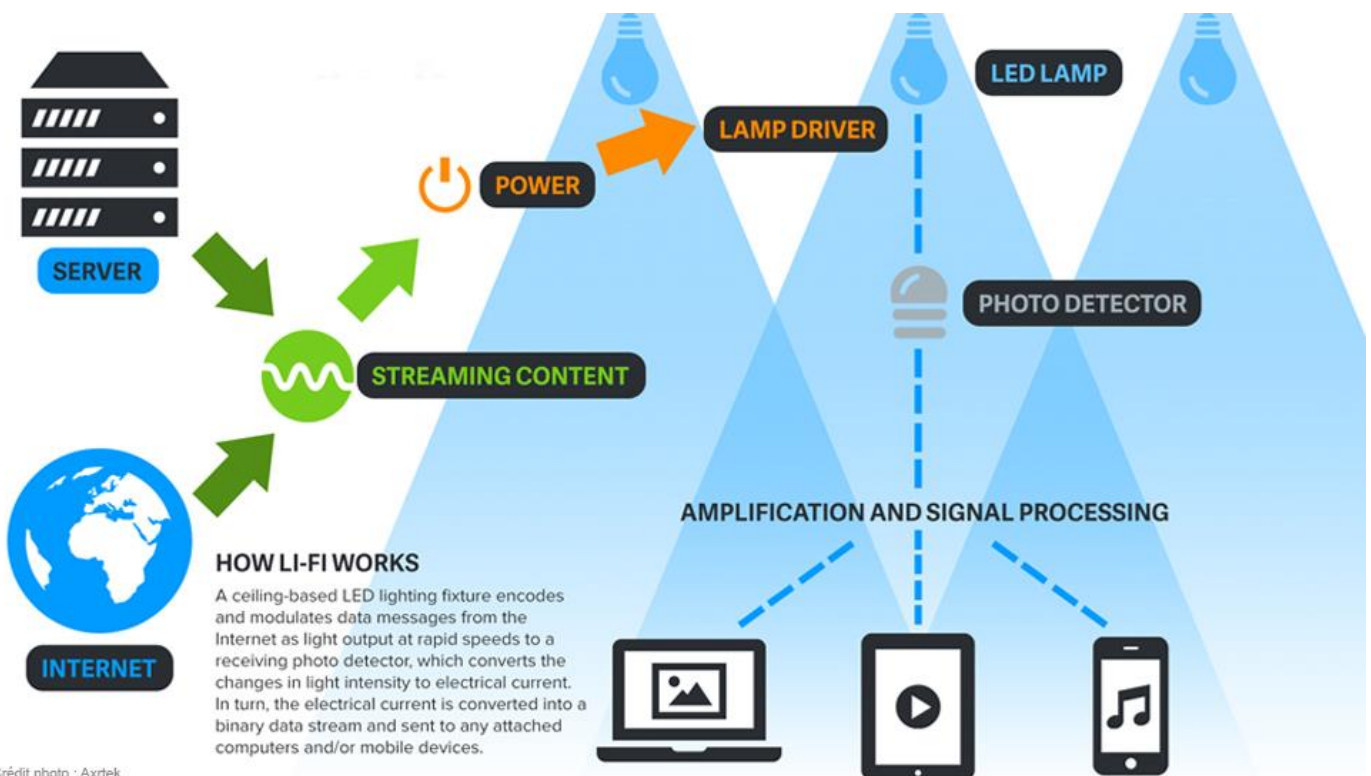 LED LAMP
LAMP DRIVER
POWER
SERVER
PHOTO DETECTOR
STREAMING CONTENT
AMPLIFICATION AND SIGNAL PROCESSING
HOW LI-FI WORKS
A ceiling-based LED lighting fixture encodes
and modulates data messages from the
Internet as light output at rapid speeds to a
receiving photo detector, which converts the
changes in light intensity to electrical current.
In turn, the electrical current is converted into a
binary data stream and sent to any attached
computers and/or mobile devices.
INTERNET
photo : Axrtek